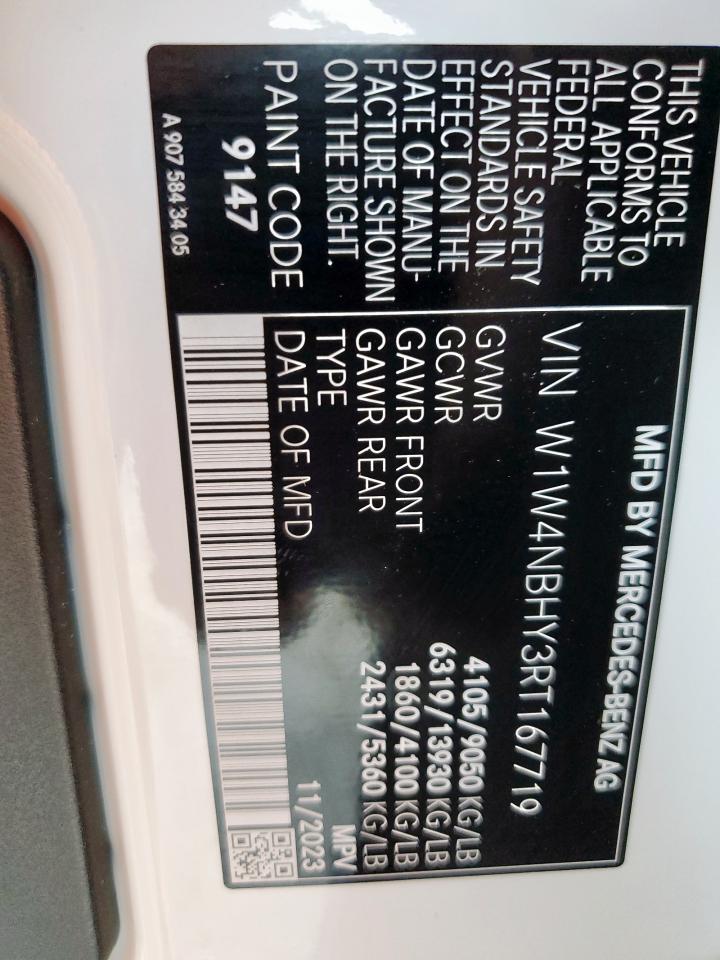 THIS VEHICLE
CONFORMS TO
ALL APPLICABLE
FEDERAL
VEHICLE SAFETY
STANDARDS IN
EFFECT ON THE
DATE OF MANU-
FACTURE SHOWN
ON THE RIGHT.
PAINT CODE
9147
A 907 584 34 05
MFD BY MERCEDES-BENZ AG
VIN W1W4NBHY3RT167719
GVWR 4105/9050 KG/LB
GCWR 6319/13930 KG/LB
GAWR FRONT 1860/4100 KG/LB
GAWR REAR 2431/5360 KG/LB
TYPE MPV
DATE OF MFD 11/2023